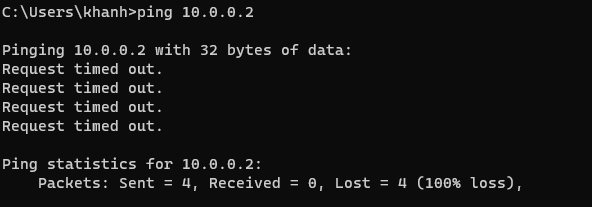 C:\Users\khanh>ping 10.0.0.2
Pinging 10.0.0.2 with 32 bytes of data:
Request timed out.
Request timed out.
Request timed out.
Request timed out.
Ping statistics for 10.0.0.2:
    Packets: Sent = 4, Received = 0, Lost = 4 (100% loss),